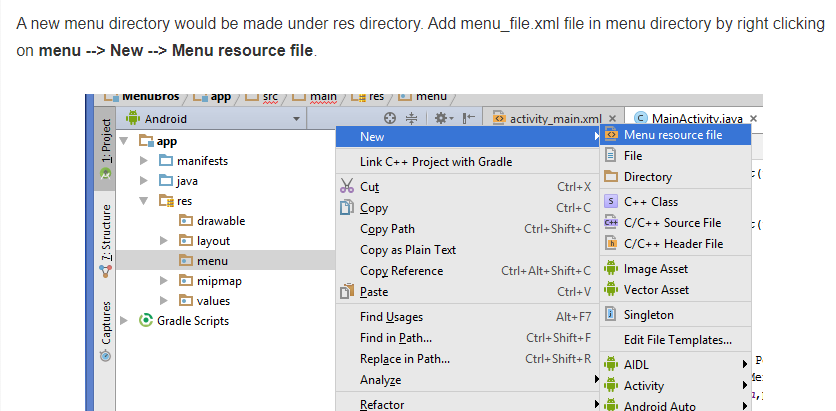 A new menu directory would be made under res directory. Add menu_file.xml file in menu directory by right clicking
on menu --> New --> Menu resource file.
MenuBros app src main res menu
Android
activity_main.xml
MainActivity.java
1: Project
Z: Structure
Captures
app
manifests
java
res
drawable
layout
menu
mipmap
values
Gradle Scripts
New
Link C++ Project with Gradle
Cut Ctrl+X
Copy Ctrl+C
Copy Path Ctrl+Shift+C
Copy as Plain Text
Copy Reference Ctrl+Alt+Shift+C
Paste Ctrl+V
Find Usages Alt+F7
Find in Path... Ctrl+Shift+F
Replace in Path... Ctrl+Shift+R
Analyze
Refactor
Menu resource file
File
Directory
C++ Class
C/C++ Source File
C/C++ Header File
Image Asset
Vector Asset
Singleton
Edit File Templates...
AIDL
Activity
Android Auto